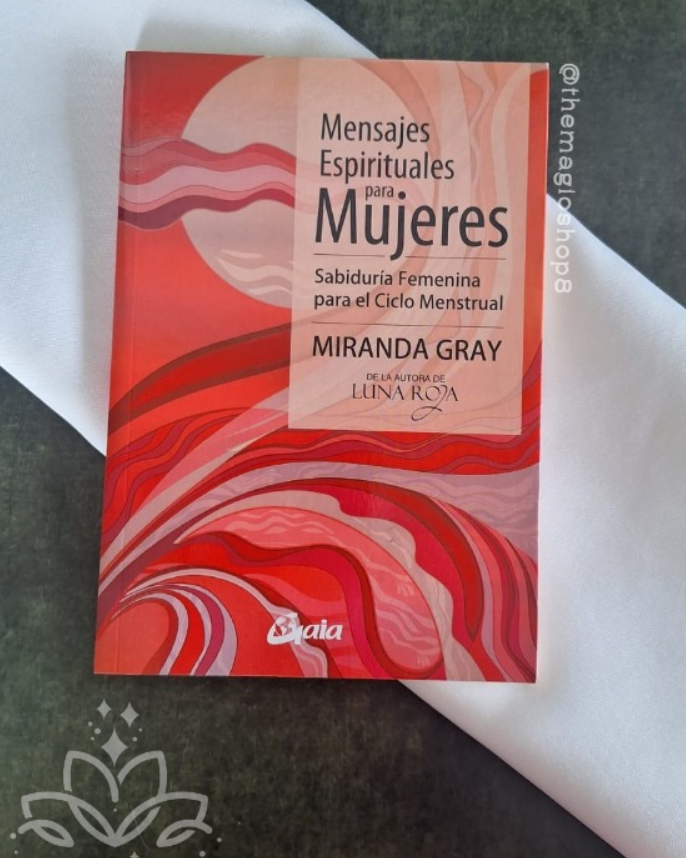 Mensajes
Espirituales
para
Mujeres
Sabiduría Femenina
para el Ciclo Menstrual
MIRANDA GRAY
DE LA AUTORA DE
LUNA ROJA
Gaia
@themagicshop8